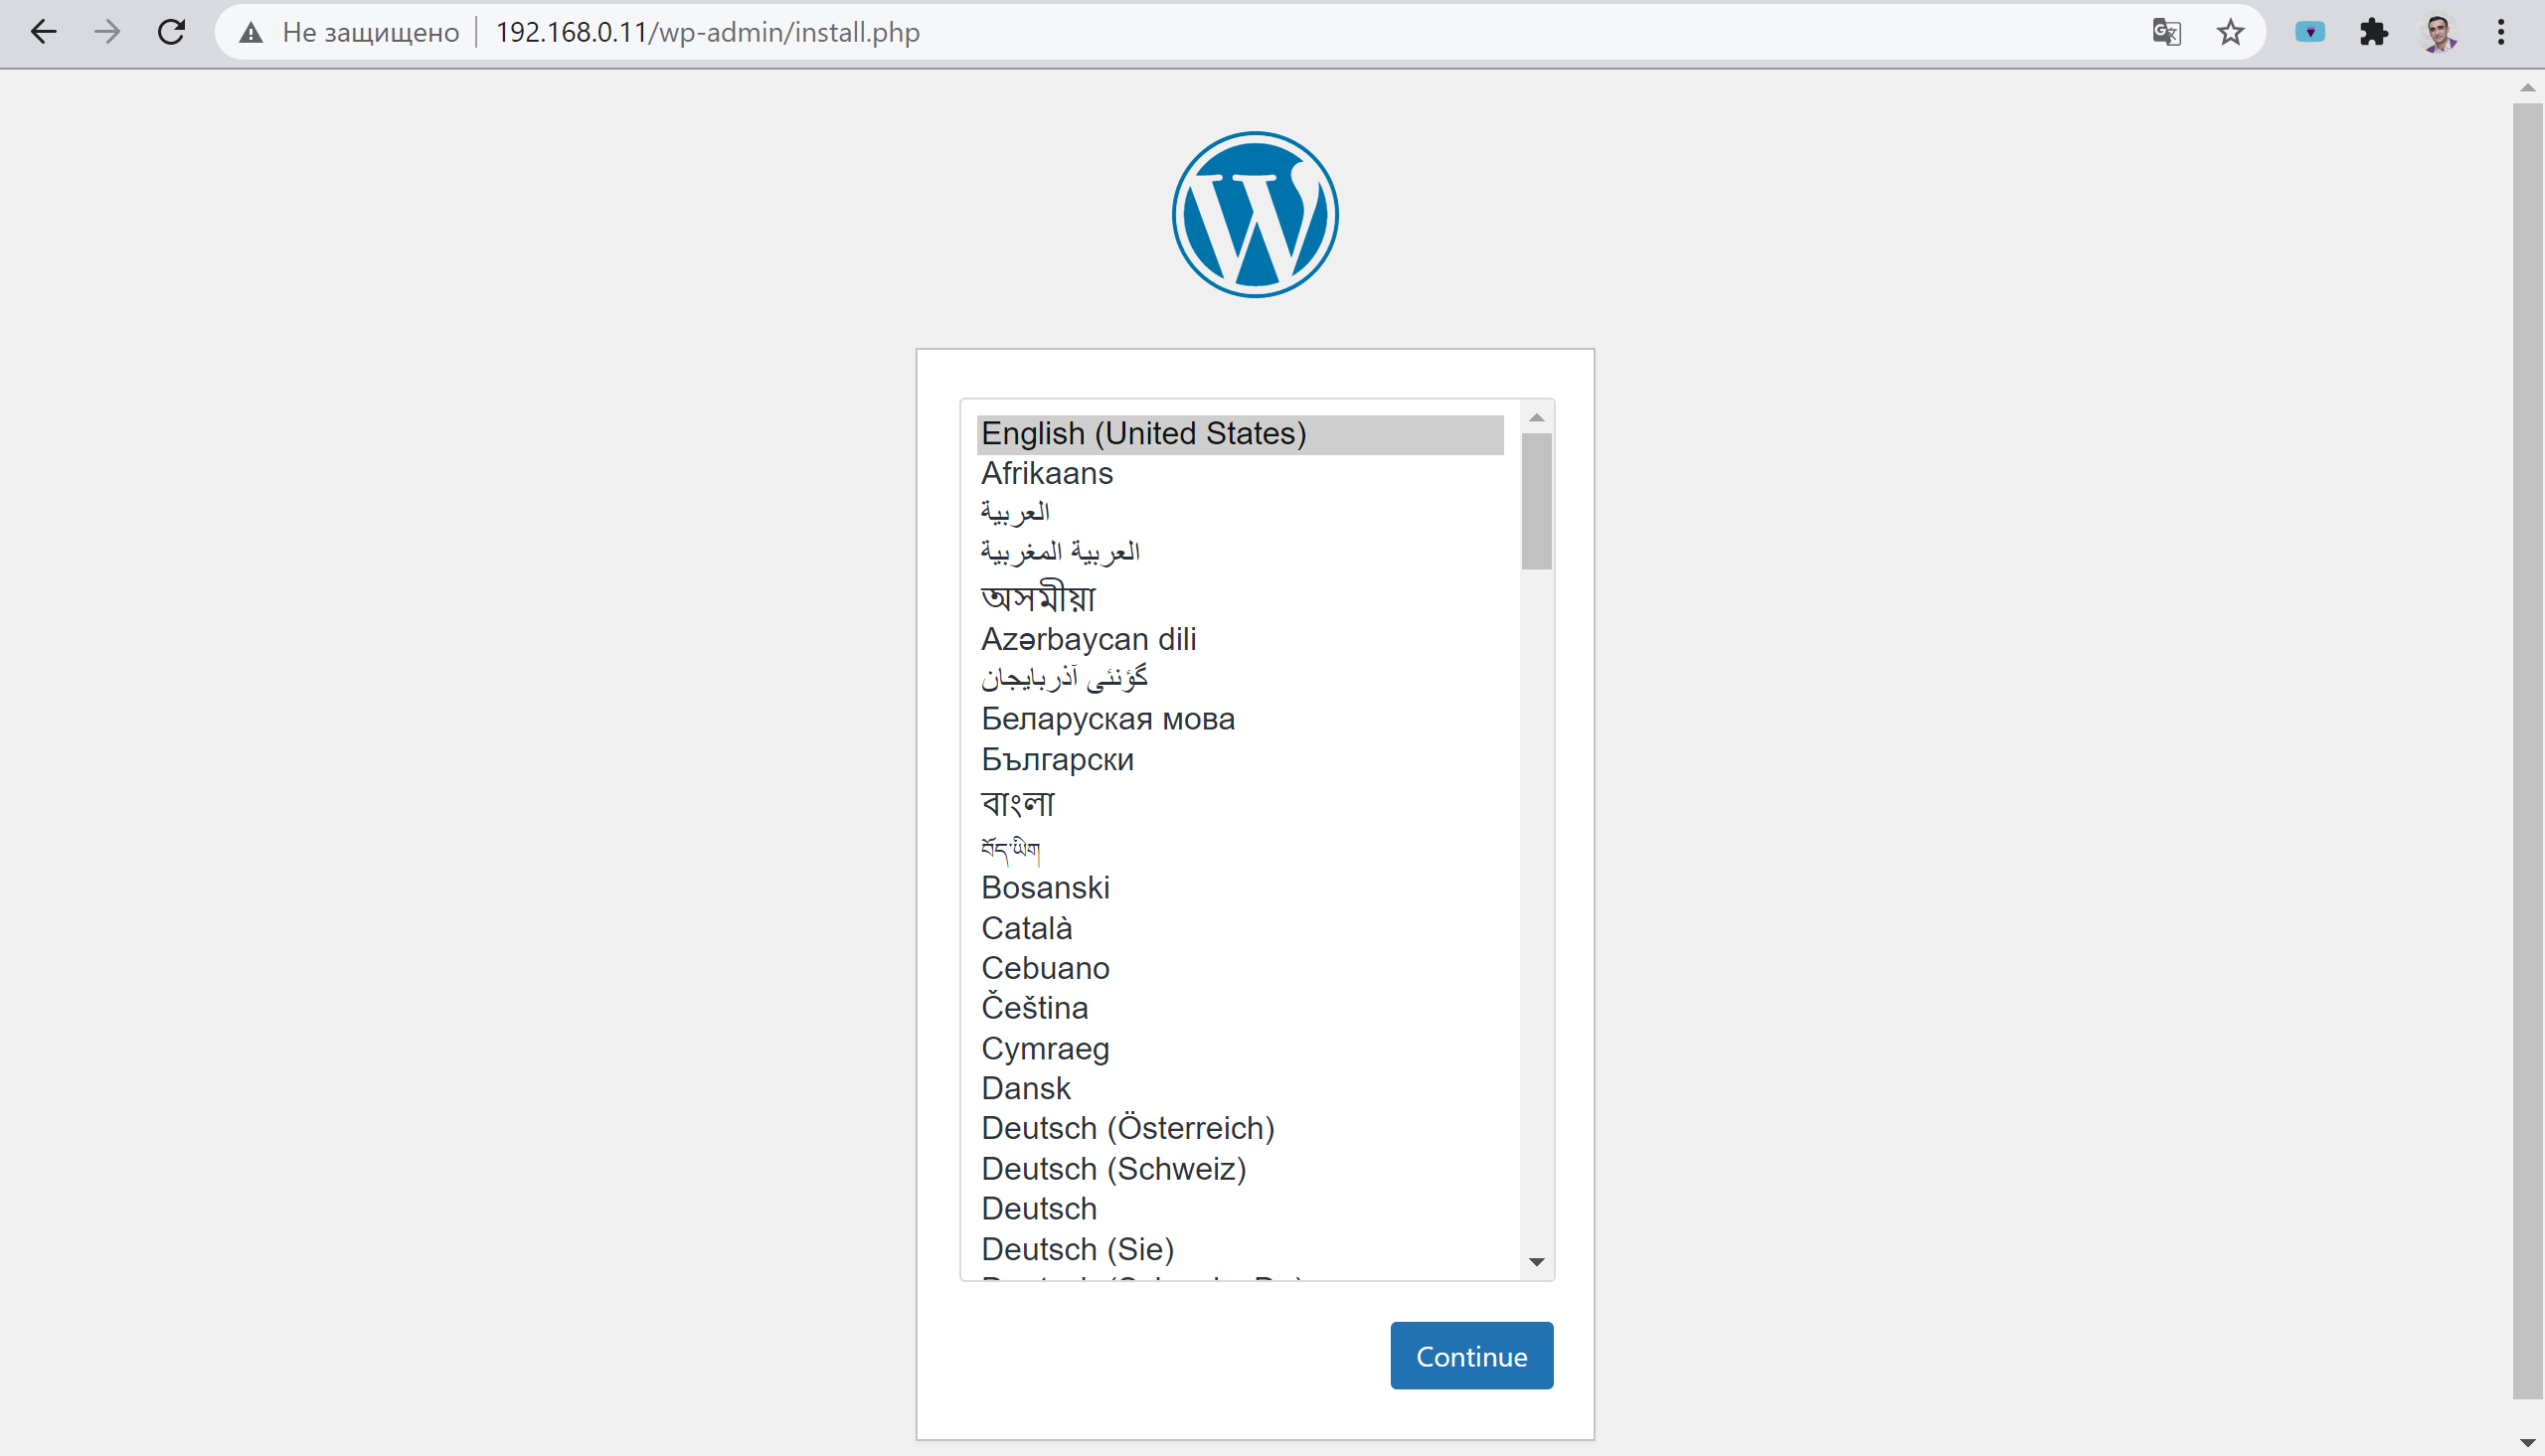 Не защищено 192.168.0.11/wp-admin/install.php
English (United States)
Afrikaans
العربية
العربية المغربية
অসমীয়া
Azərbaycan dili
گؤنئی آذربایجان
Беларуская мова
Български
বাংলা
བོད་ཡིག
Bosanski
Català
Cebuano
Čeština
Cymraeg
Dansk
Deutsch (Österreich)
Deutsch (Schweiz)
Deutsch
Deutsch (Sie)
Continue